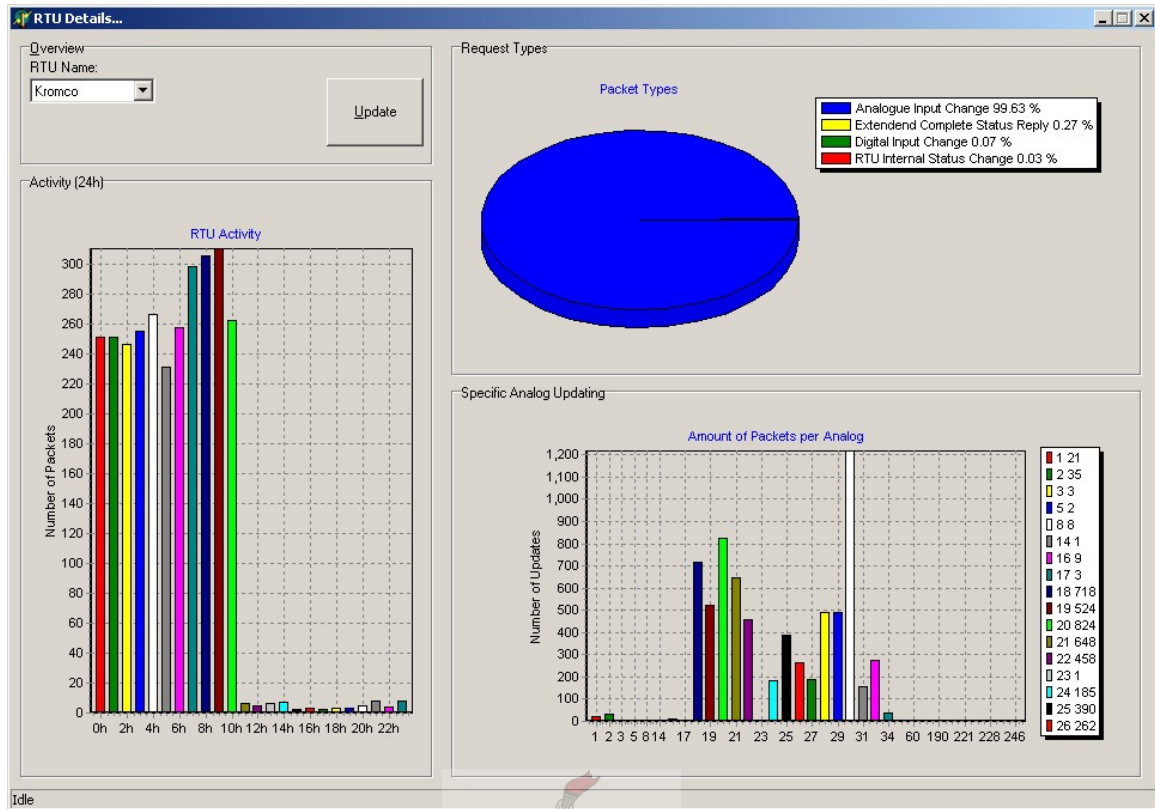 RTU Details...
Overview
RTU Name:
Kromco
Update
Activity (24h)
RTU Activity
Number of Packets
300
280
260
240
220
200
180
160
140
120
100
80
60
40
20
0
0h 2h 4h 6h 8h 10h 12h 14h 16h 18h 20h 22h
Request Types
Packet Types
Analogue Input Change 99.63 %
Extendend Complete Status Reply 0.27 %
Digital Input Change 0.07 %
RTU Internal Status Change 0.03 %
Specific Analog Updating
Amount of Packets per Analog
Number of Updates
1,200
1,100
1,000
900
800
700
600
500
400
300
200
100
0
1 2 3 5 8 14 17 19 21 23 25 27 29 31 34 60 190 221 228 246
1 21
2 35
3 3
5 2
8 8
14 1
16 9
17 3
18 718
19 524
20 824
21 648
22 458
23 1
24 185
25 390
26 262
Idle